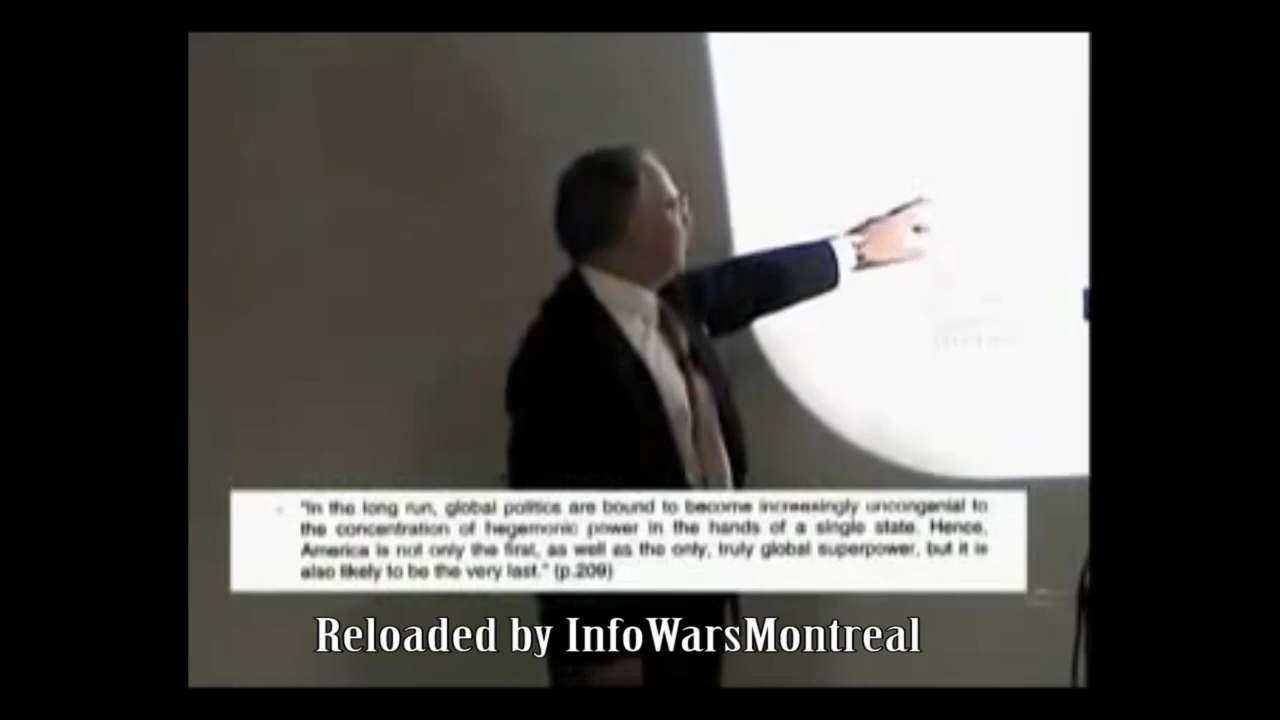 "In the long run, global politics are bound to become increasingly uncongenial to
the concentration of hegemonic power in the hands of a single state. Hence,
America is not only the first, as well as the only, truly global superpower, but it is
also likely to be the very last." (p.209)
Reloaded by InfoWarsMontreal